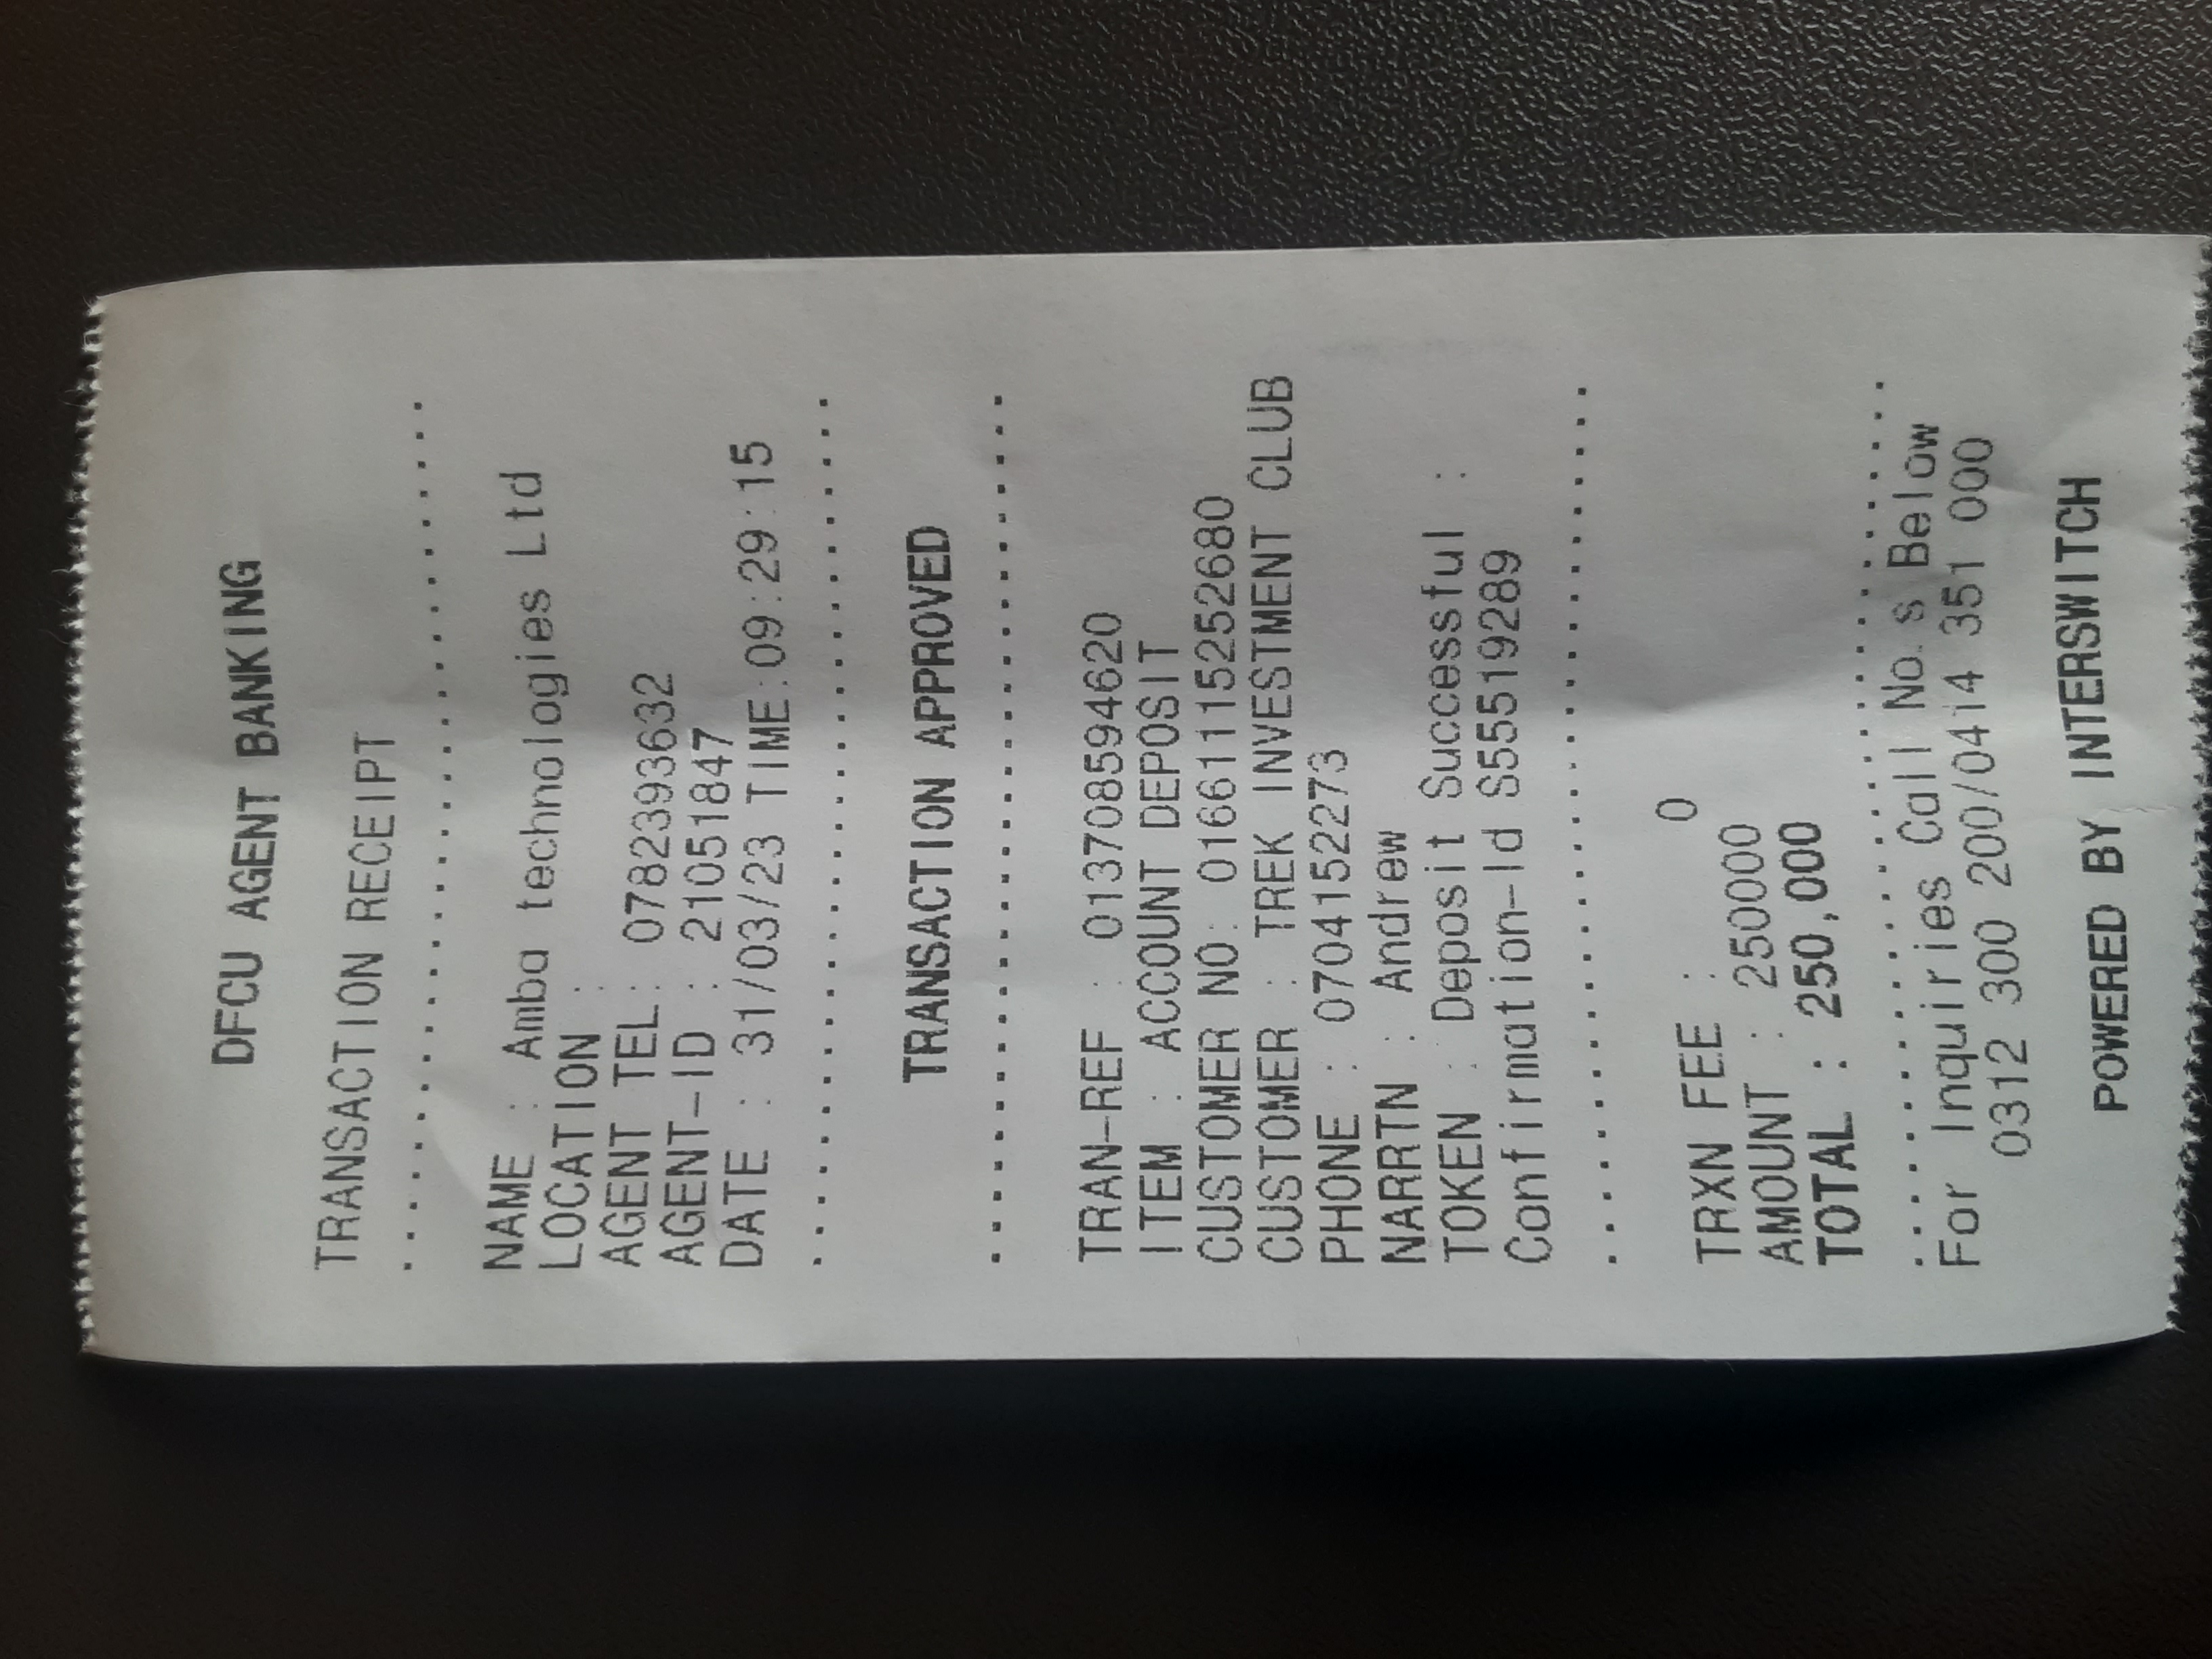 DFCU AGENT BANKING
TRANSACTION RECEIPT
..............................
NAME : Amba technologies Ltd
LOCATION :
AGENT TEL: 0782393632
AGENT-ID : 21051847
DATE : 31/03/23 TIME:09:29:15
..............................
TRANSACTION APPROVED
..............................
TRAN-REF : 013708594620
ITEM : ACCOUNT DEPOSIT
CUSTOMER NO: 01661115252680
CUSTOMER : TREK INVESTMENT CLUB
PHONE : 0704152273
NARRTN : Andrew
TOKEN : Deposit Successful :
Confirmation-Id S55519289
..............................
TRXN FEE : 0
AMOUNT : 250000
TOTAL : 250,000
..............................
For Inquiries Call No.s Below
0312 300 200/0414 351 000
POWERED BY INTERSWITCH